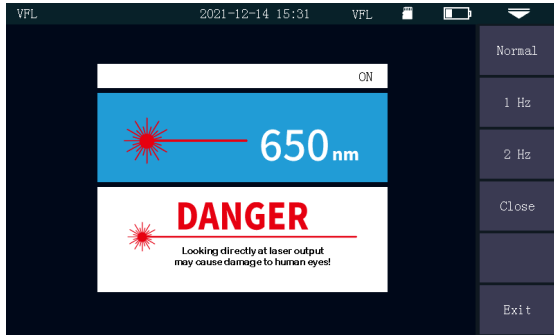 VFL 2021-12-14 15:31 VFL
ON
650nm
DANGER
Looking directly at laser output
may cause damage to human eyes!
Normal
1 Hz
2 Hz
Close
Exit